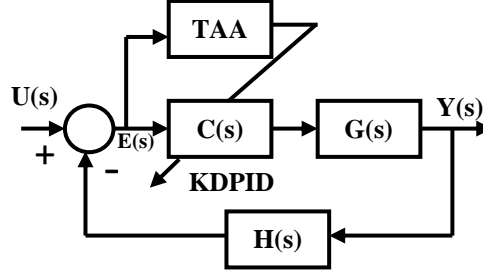 TAA
U(s)
Y(s)
+
E(s)
C(s)
G(s)
-
KDPID
H(s)